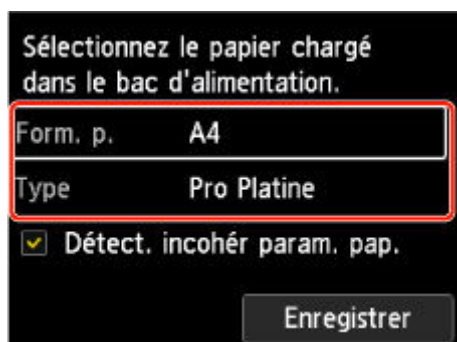 Sélectionnez le papier chargé
dans le bac d'alimentation.
Form. p. A4
Type Pro Platine
Détect. incohér param. pap.
Enregistrer